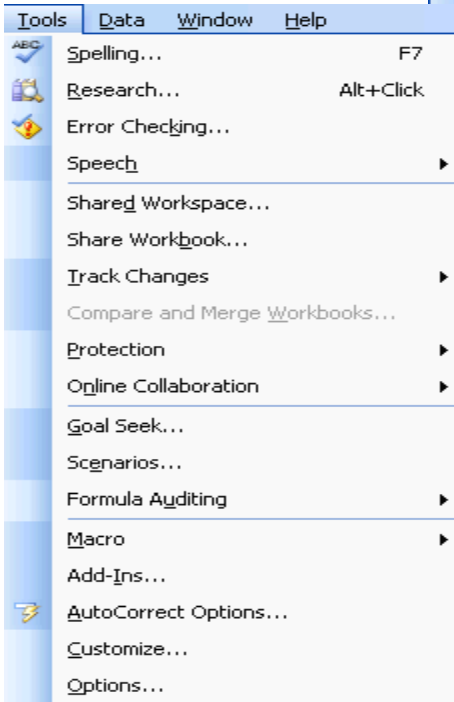 Tools Data Window Help
ABC Spelling... F7
Research... Alt+Click
Error Checking...
Speech
Shared Workspace...
Share Workbook...
Track Changes
Compare and Merge Workbooks...
Protection
Online Collaboration
Goal Seek...
Scenarios...
Formula Auditing
Macro
Add-Ins...
AutoCorrect Options...
Customize...
Options...